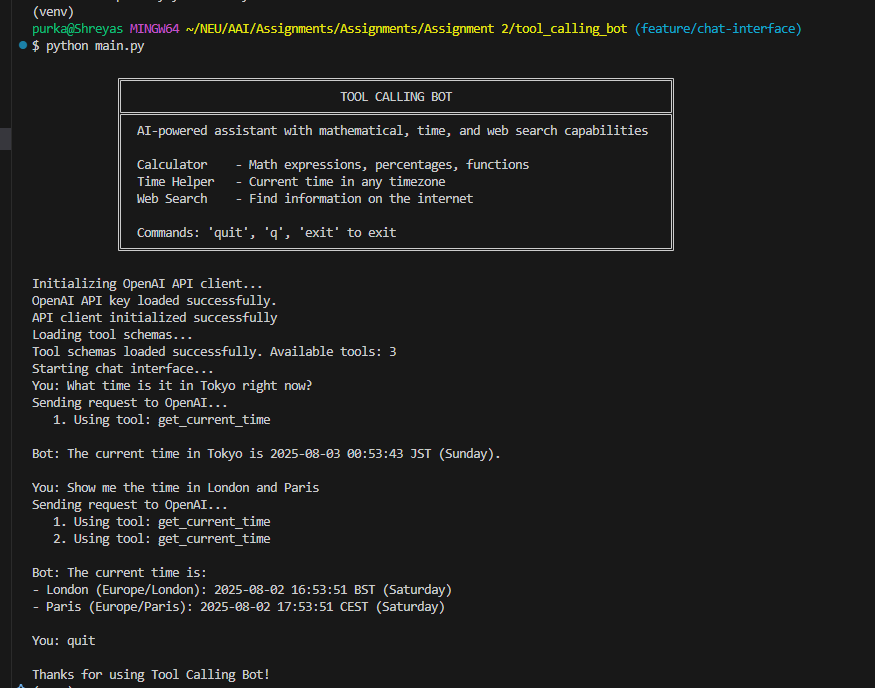 (venv)
purka@Shreyas MINGW64 ~/NEU/AAI/Assignments/Assignments/Assignment 2/tool_calling_bot (feature/chat-interface)
$ python main.py
TOOL CALLING BOT
AI-powered assistant with mathematical, time, and web search capabilities
Calculator    - Math expressions, percentages, functions
Time Helper   - Current time in any timezone
Web Search    - Find information on the internet
Commands: 'quit', 'q', 'exit' to exit
Initializing OpenAI API client...
OpenAI API key loaded successfully.
API client initialized successfully
Loading tool schemas...
Tool schemas loaded successfully. Available tools: 3
Starting chat interface...
You: What time is it in Tokyo right now?
Sending request to OpenAI...
   1. Using tool: get_current_time
Bot: The current time in Tokyo is 2025-08-03 00:53:43 JST (Sunday).
You: Show me the time in London and Paris
Sending request to OpenAI...
   1. Using tool: get_current_time
   2. Using tool: get_current_time
Bot: The current time is:
- London (Europe/London): 2025-08-02 16:53:51 BST (Saturday)
- Paris (Europe/Paris): 2025-08-02 17:53:51 CEST (Saturday)
You: quit
Thanks for using Tool Calling Bot!